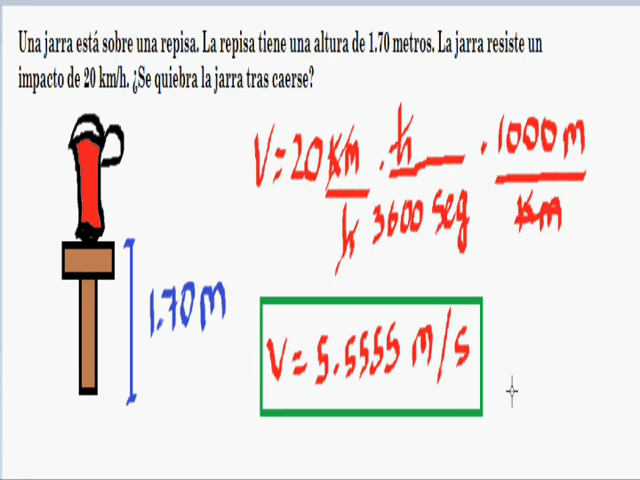 Una jarra está sobre una repisa. La repisa tiene una altura de 1.70 metros. La jarra resiste un
impacto de 20 km/h. ¿Se quiebra la jarra tras caerse?
V=20 km/h . h/3600 seg . 1000 m/km
1.70 m
V= 5.5555 m/s